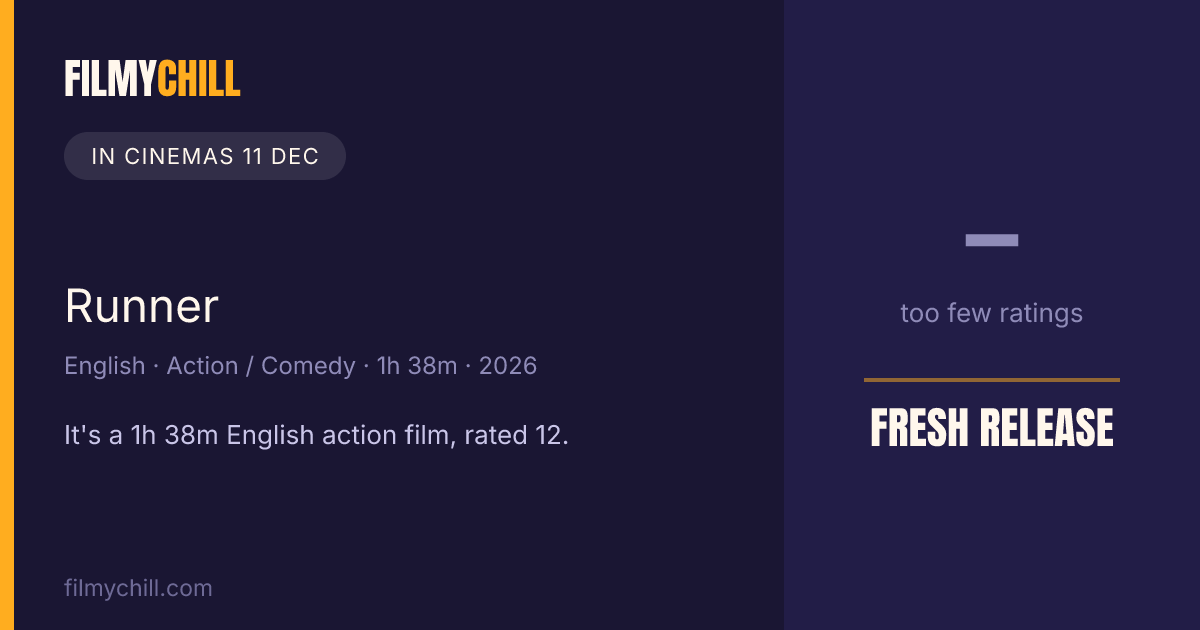 FILMYCHILL
IN CINEMAS 11 DEC
Runner
English · Action / Comedy · 1h 38m · 2026
It's a 1h 38m English action film, rated 12.
filmychill.com
–
too few ratings
FRESH RELEASE